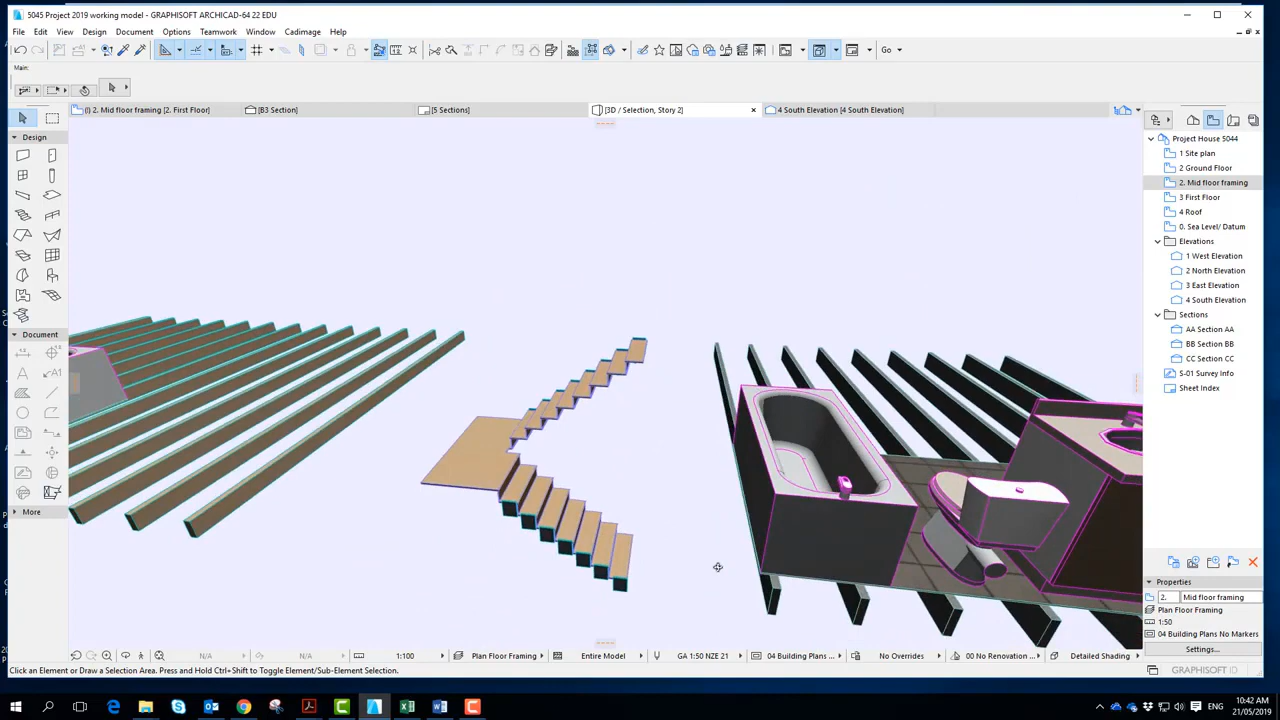 5045 Project 2019 working model - GRAPHISOFT ARCHICAD-64 22 EDU
File Edit View Design Document Options Teamwork Window Cadimage Help
Go
Main:
(!) 2. Mid floor framing [2. First Floor]
[B3 Section]
[5 Sections]
[3D / Selection, Story 2]
4 South Elevation [4 South Elevation]
Design
Document
More
Project House 5044
1 Site plan
2 Ground Floor
2. Mid floor framing
3 First Floor
4 Roof
0. Sea Level/ Datum
Elevations
1 West Elevation
2 North Elevation
3 East Elevation
4 South Elevation
Sections
AA Section AA
BB Section BB
CC Section CC
S-01 Survey Info
Sheet Index
Properties
2. Mid floor framing
Plan Floor Framing
1:50
04 Building Plans No Markers
Settings...
N/A N/A 1:100 Plan Floor Framing Entire Model GA 1:50 NZE 21 04 Building Plans ... No Overrides 00 No Renovation ... Detailed Shading
Click an Element or Draw a Selection Area. Press and Hold Ctrl+Shift to Toggle Element/Sub-Element Selection.
GRAPHISOFT ID
ENG
10:42 AM
21/05/2019